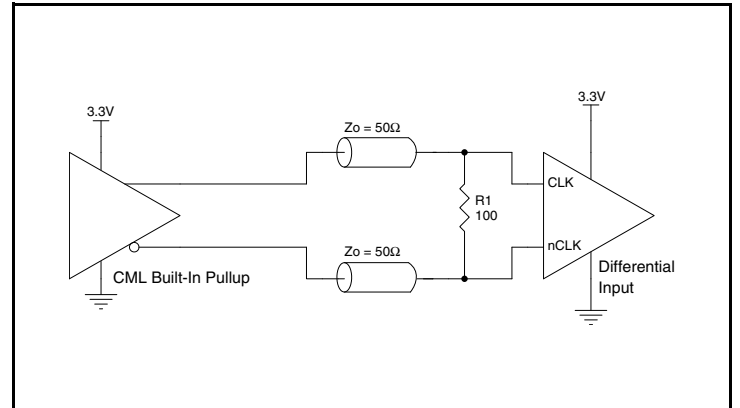 3.3V
3.3V
Zo = 50Ω
CLK
R1
100
nCLK
Zo = 50Ω
CML Built-In Pullup
Differential
Input